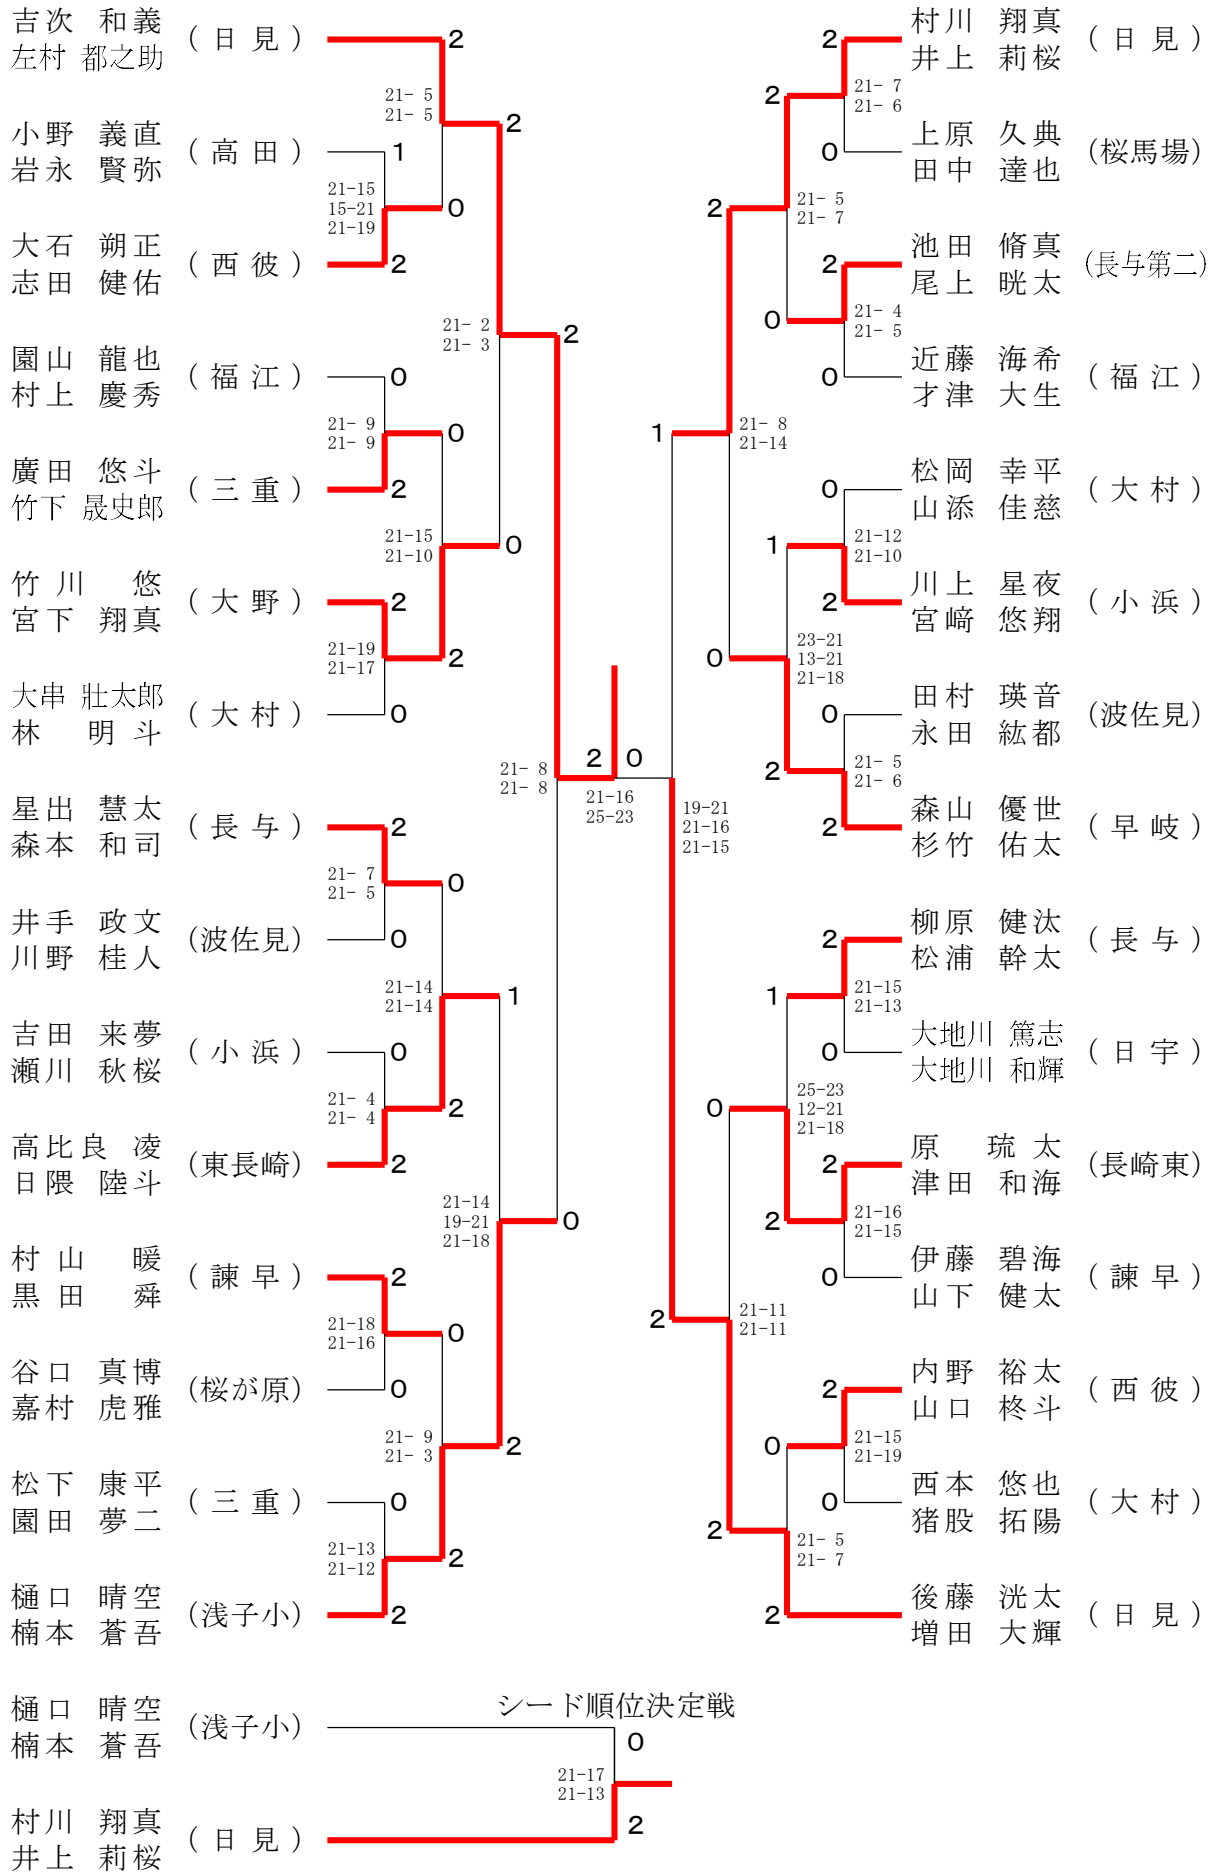 吉次 和義
左村 都之助
(日見)
2
21- 5
21- 5
2
小野 義直
岩永 賢弥
(高田)
1
21-15
15-21
21-19
0
大石 朔正
志田 健佑
(西彼)
2
21- 2
21- 3
2
園山 龍也
村上 慶秀
(福江)
0
21- 9
21- 9
0
廣田 悠斗
竹下 晟史郎
(三重)
2
21-15
21-10
0
竹川 悠
宮下 翔真
(大野)
2
21-19
21-17
2
大串 壮太郎
林 明斗
(大村)
0
21- 8
21- 8
2
0
21-16
25-23
星出 慧太
森本 和司
(長与)
2
21- 7
21- 5
0
井手 政文
川野 桂人
(波佐見)
0
21-14
21-14
1
吉田 来夢
瀬川 秋桜
(小浜)
0
21- 4
21- 4
2
高比良 凌
日隈 陸斗
(東長崎)
2
21-14
19-21
21-18
0
村山 暖
黒田 舜
(諫早)
2
21-18
21-16
0
谷口 真博
嘉村 虎雅
(桜が原)
0
21- 9
21- 3
2
松下 康平
園田 夢二
(三重)
0
21-13
21-12
2
樋口 晴空
楠本 蒼吾
(浅子小)
2
村川 翔真
井上 莉桜
(日見)
2
21- 7
21- 6
2
上原 久典
田中 達也
(桜馬場)
0
21- 5
21- 7
2
池田 脩真
尾上 晄太
(長与第二)
2
21- 4
21- 5
0
近藤 海希
才津 大生
(福江)
0
21- 8
21-14
1
松岡 幸平
山添 佳慈
(大村)
0
21-12
21-10
1
川上 星夜
宮﨑 悠翔
(小浜)
2
23-21
13-21
21-18
0
田村 瑛音
永田 紘都
(波佐見)
0
21- 5
21- 6
2
森山 優世
杉竹 佑太
(早岐)
2
19-21
21-16
21-15
柳原 健汰
松浦 幹太
(長与)
2
21-15
21-13
1
大地川 篤志
大地川 和輝
(日宇)
0
25-23
12-21
21-18
0
原 琉太
津田 和海
(長崎東)
2
21-16
21-15
2
伊藤 碧海
山下 健太
(諫早)
0
21-11
21-11
2
内野 裕太
山口 柊斗
(西彼)
2
21-15
21-19
0
西本 悠也
猪股 拓陽
(大村)
0
21- 5
21- 7
2
後藤 洸太
増田 大輝
(日見)
2
シード順位決定戦
樋口 晴空
楠本 蒼吾
(浅子小)
0
21-17
21-13
村川 翔真
井上 莉桜
(日見)
2